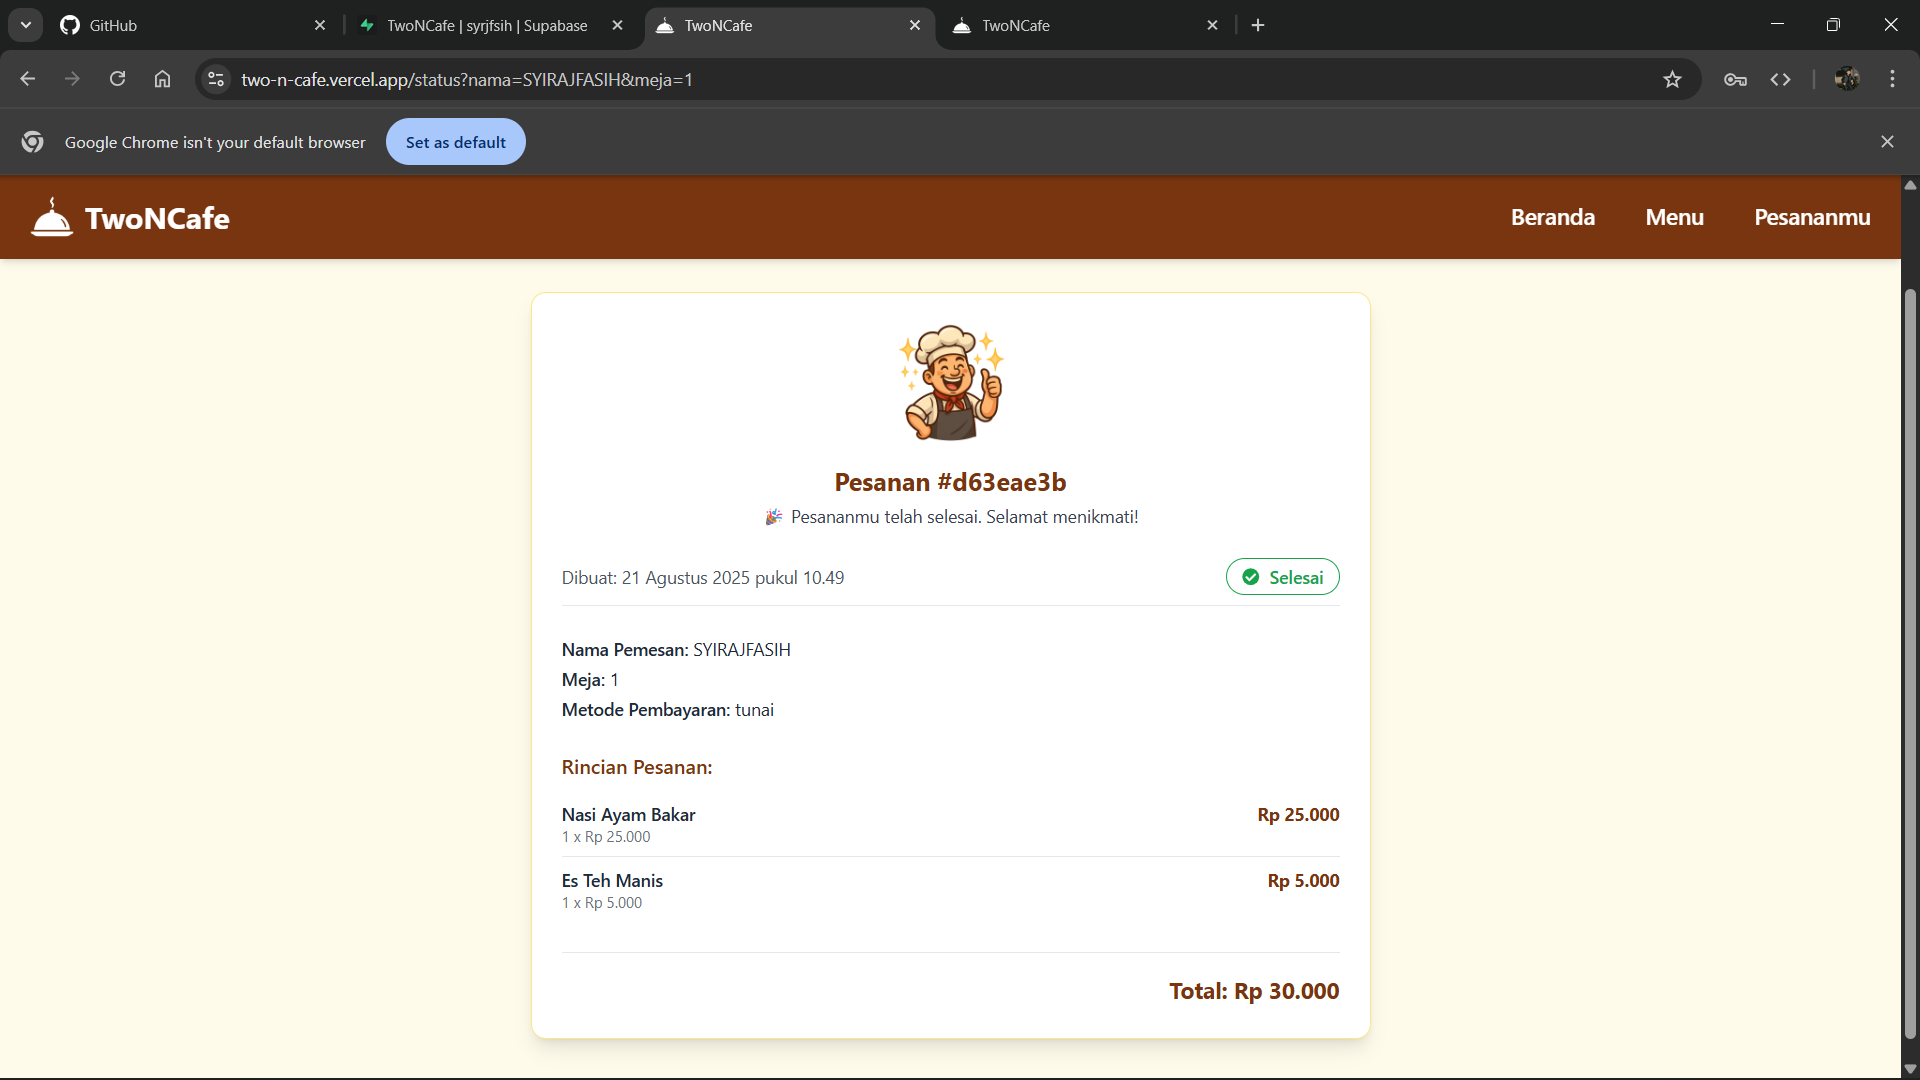 GitHub
TwoNCafe | syrjfsih | Supabase
TwoNCafe
TwoNCafe
two-n-cafe.vercel.app/status?nama=SYIRAJFASIH&meja=1
Google Chrome isn't your default browser
Set as default
TwoNCafe
Beranda
Menu
Pesananmu
Pesanan #d63eae3b
🎉 Pesananmu telah selesai. Selamat menikmati!
Dibuat: 21 Agustus 2025 pukul 10.49
Selesai
Nama Pemesan: SYIRAJFASIH
Meja: 1
Metode Pembayaran: tunai
Rincian Pesanan:
Nasi Ayam Bakar
Rp 25.000
1 x Rp 25.000
Es Teh Manis
Rp 5.000
1 x Rp 5.000
Total: Rp 30.000